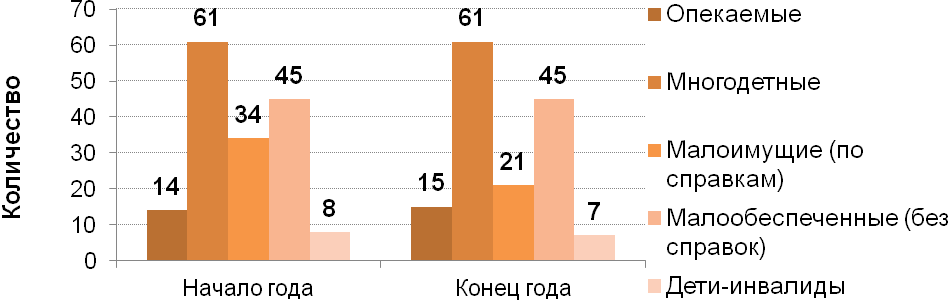 Количество
70
60
50
40
30
20
10
0
14
61
34
45
8
15
61
21
45
7
Начало года
Конец года
Опекаемые
Многодетные
Малоимущие (по
справкам)
Малообеспеченные (без
справок)
Дети-инвалиды